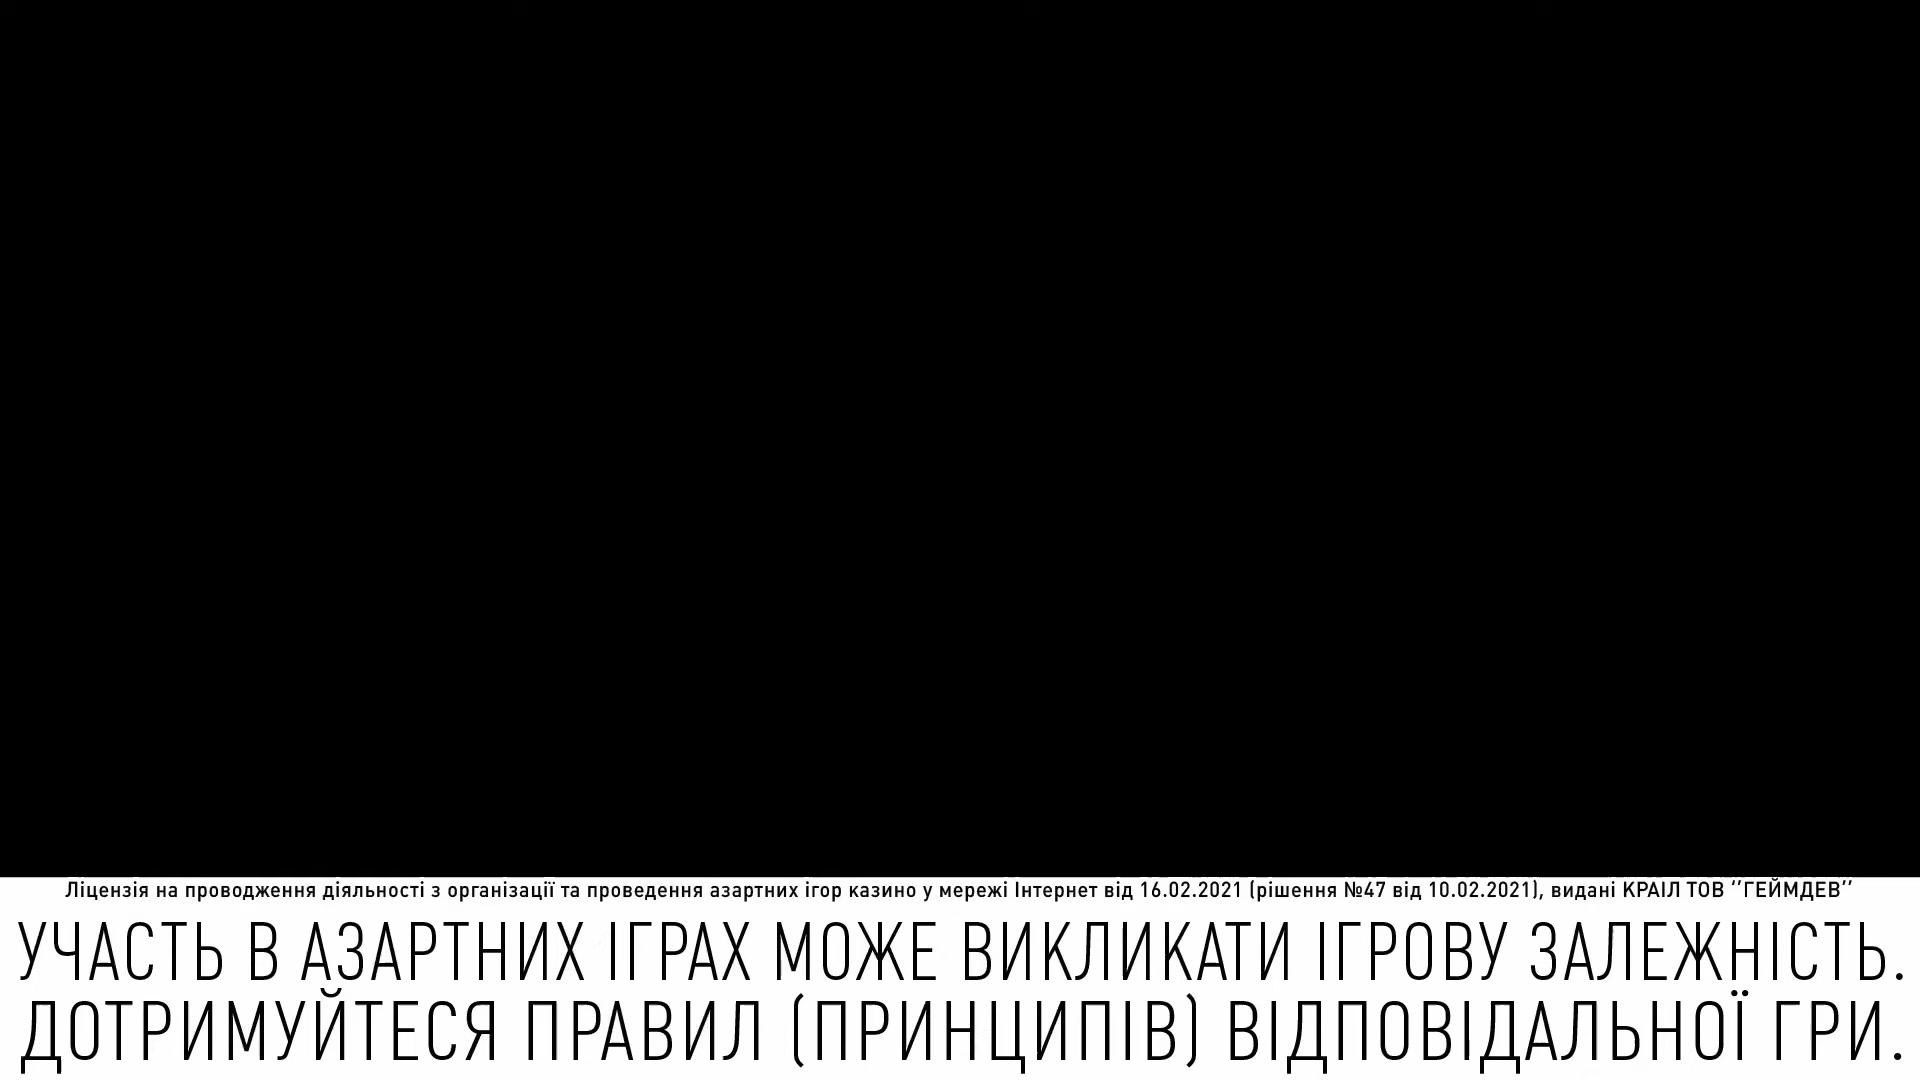 Ліцензія на проводження діяльності з організації та проведення азартних ігор казино у мережі Інтернет від 16.02.2021 (рішення №47 від 10.02.2021), видані КРАІЛ ТОВ ‘‘ГЕЙМДЕВ’’
УЧАСТЬ В АЗАРТНИХ ІГРАХ МОЖЕ ВИКЛИКАТИ ІГРОВУ ЗАЛЕЖНІСТЬ.
ДОТРИМУЙТЕСЯ ПРАВИЛ (ПРИНЦИПІВ) ВІДПОВІДАЛЬНОЇ ГРИ.